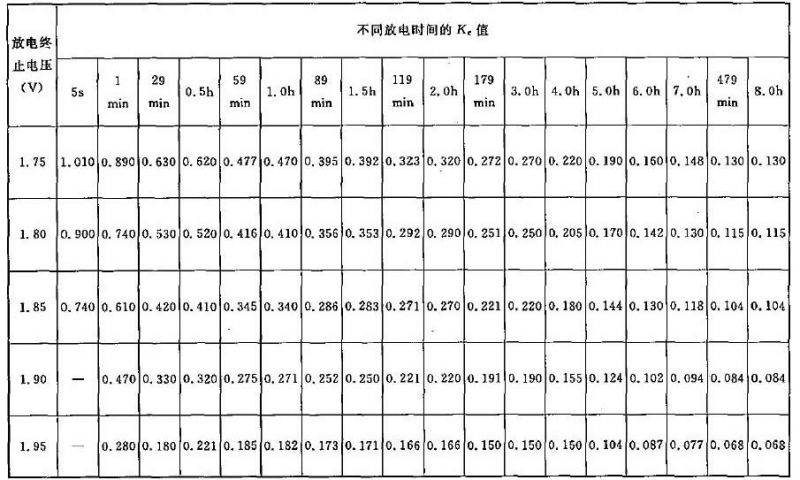 不同放电时间的 Kc 值
放电终
止电压
(V)
5s 1 min 29 min 0.5h 59 min 1.0h 89 min 1.5h 119 min 2.0h 179 min 3.0h 4.0h 5.0h 6.0h 7.0h 479 min 8.0h
1.75 1.010 0.890 0.630 0.620 0.477 0.470 0.395 0.392 0.323 0.320 0.272 0.270 0.220 0.190 0.160 0.148 0.130 0.130
1.80 0.900 0.740 0.530 0.520 0.416 0.410 0.356 0.353 0.292 0.290 0.251 0.250 0.205 0.170 0.142 0.130 0.115 0.115
1.85 0.740 0.610 0.420 0.410 0.345 0.340 0.286 0.283 0.271 0.270 0.221 0.220 0.180 0.144 0.130 0.118 0.104 0.104
1.90 — 0.470 0.330 0.320 0.275 0.271 0.252 0.250 0.221 0.220 0.191 0.190 0.155 0.124 0.102 0.094 0.084 0.084
1.95 — 0.280 0.180 0.221 0.185 0.182 0.173 0.171 0.166 0.166 0.150 0.150 0.150 0.104 0.087 0.077 0.068 0.068